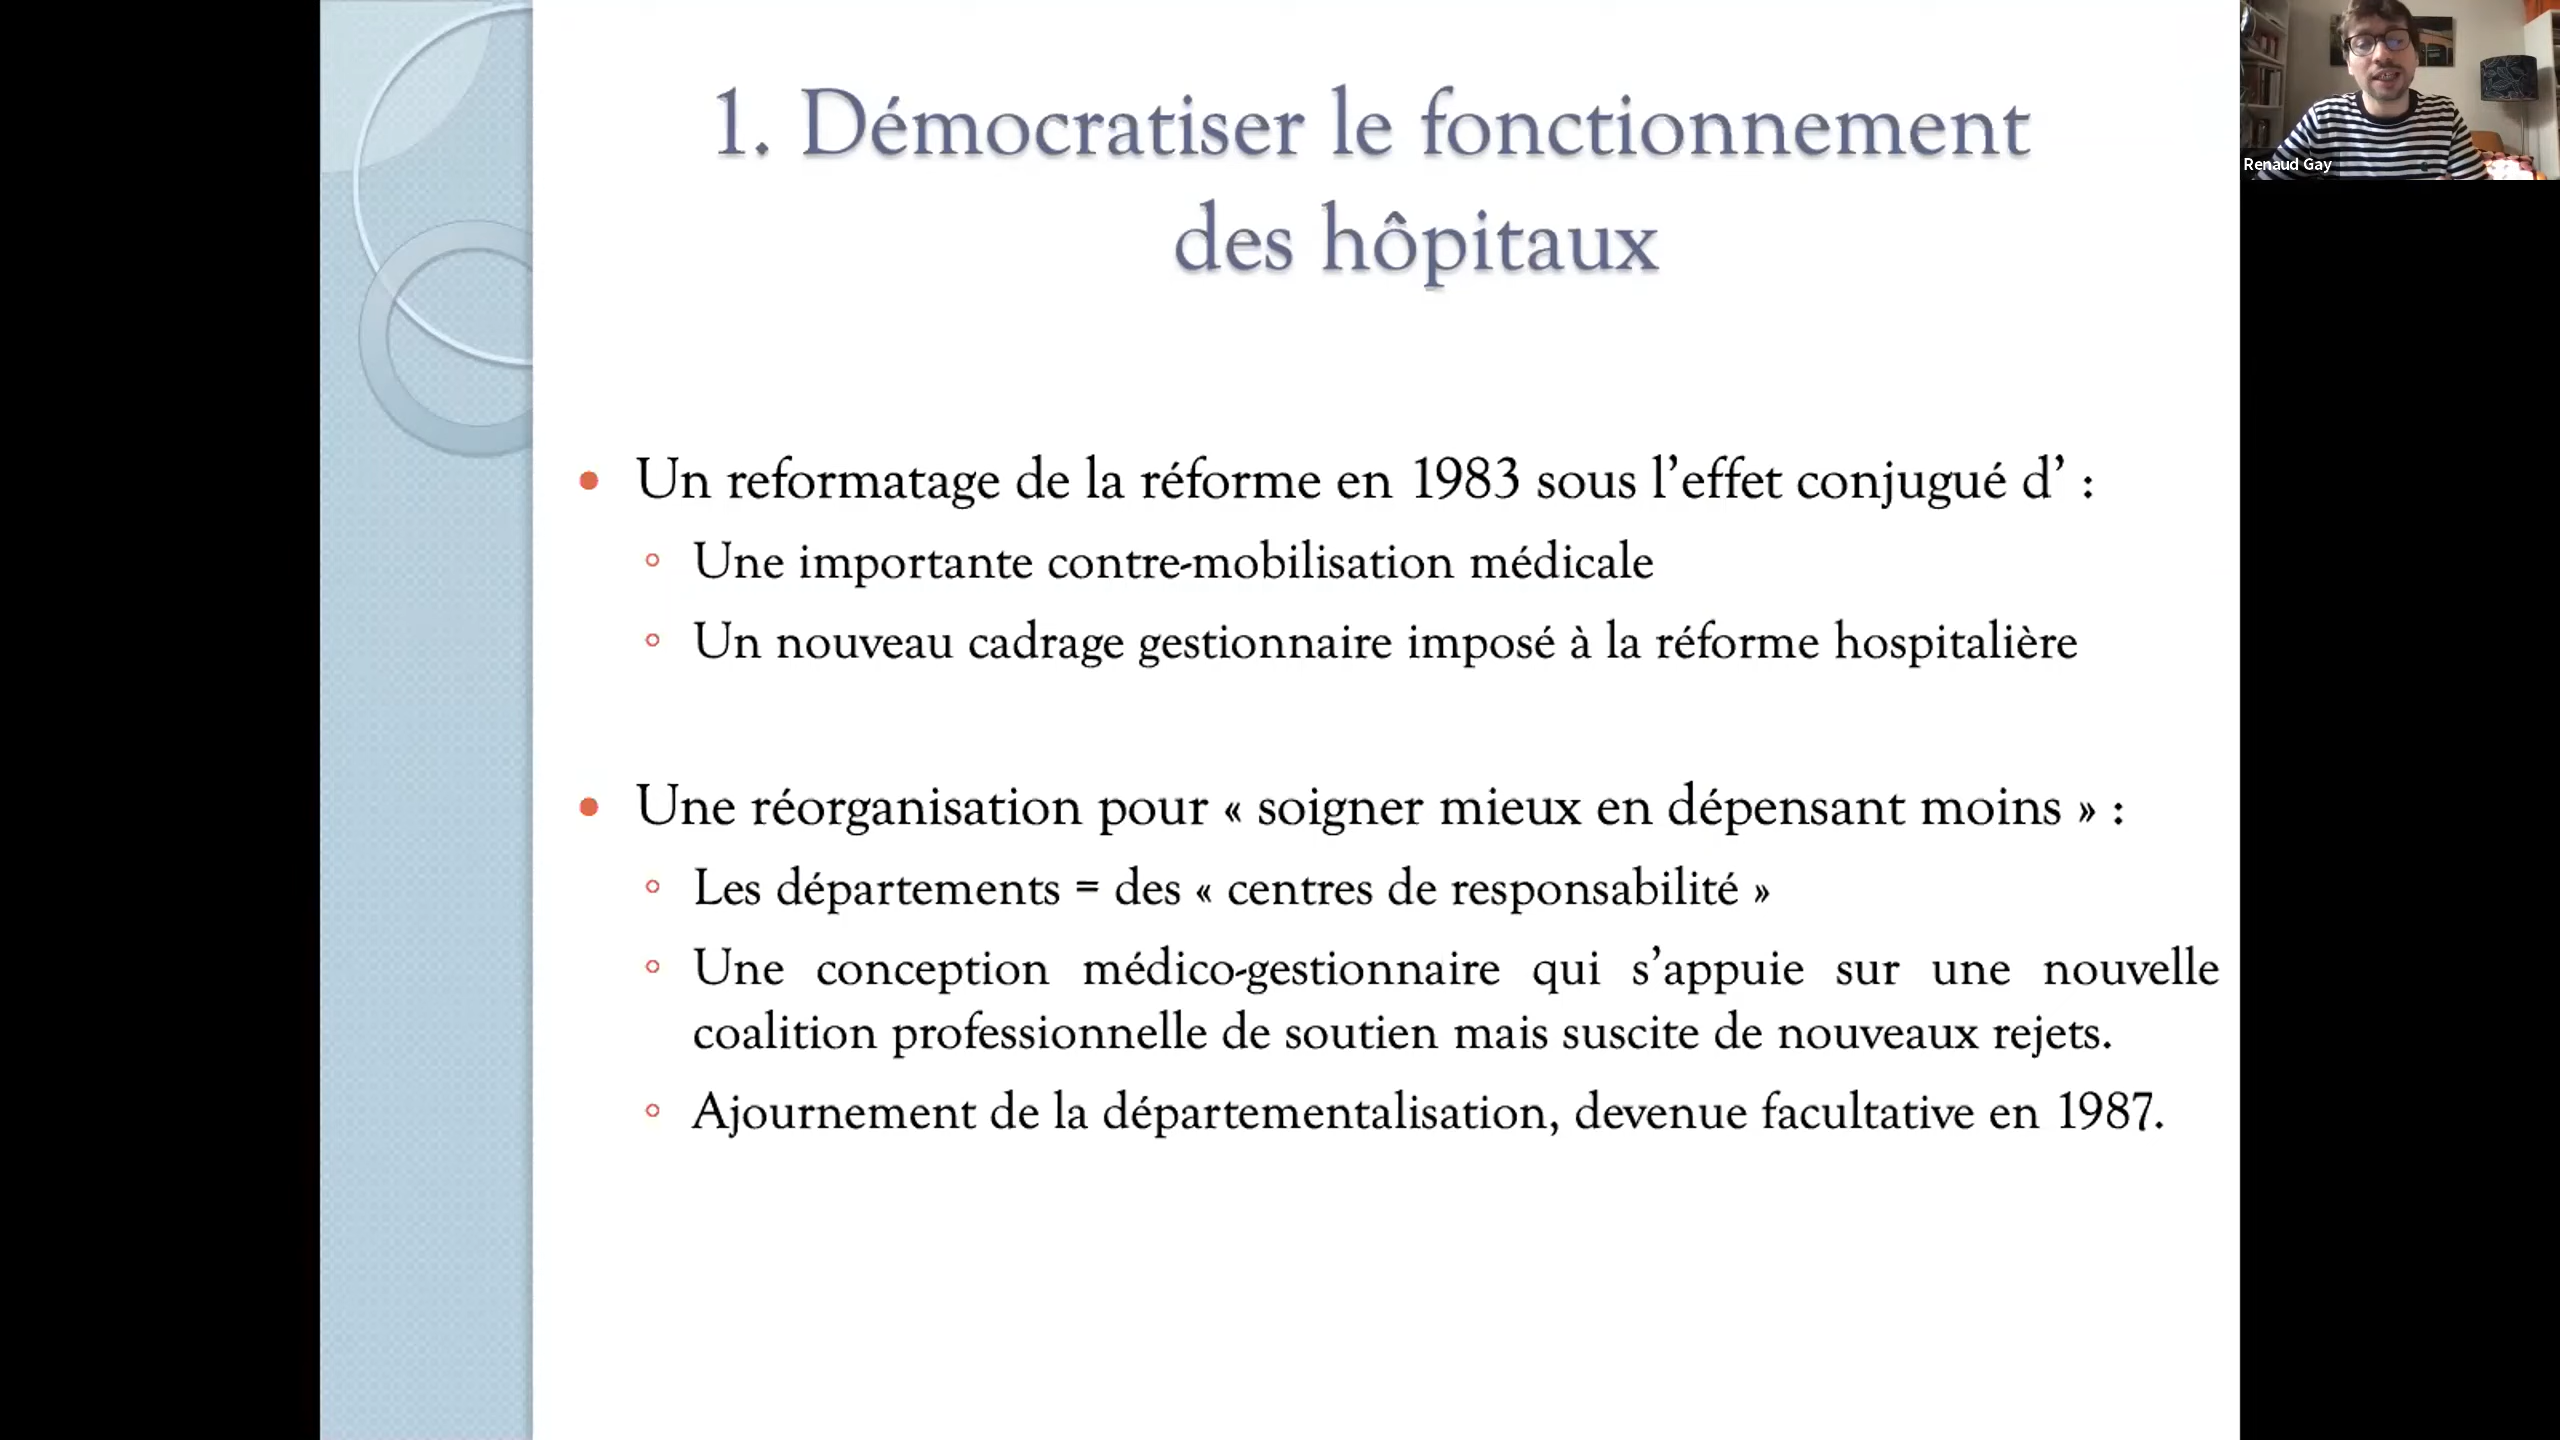 1. Démocratiser le fonctionnement
des hôpitaux
Renaud Gay
• Un reformatage de la réforme en 1983 sous l’effet conjugué d’ :
◦ Une importante contre-mobilisation médicale
◦ Un nouveau cadrage gestionnaire imposé à la réforme hospitalière
• Une réorganisation pour « soigner mieux en dépensant moins » :
◦ Les départements = des « centres de responsabilité »
◦ Une conception médico-gestionnaire qui s’appuie sur une nouvelle
coalition professionnelle de soutien mais suscite de nouveaux rejets.
◦ Ajournement de la départementalisation, devenue facultative en 1987.